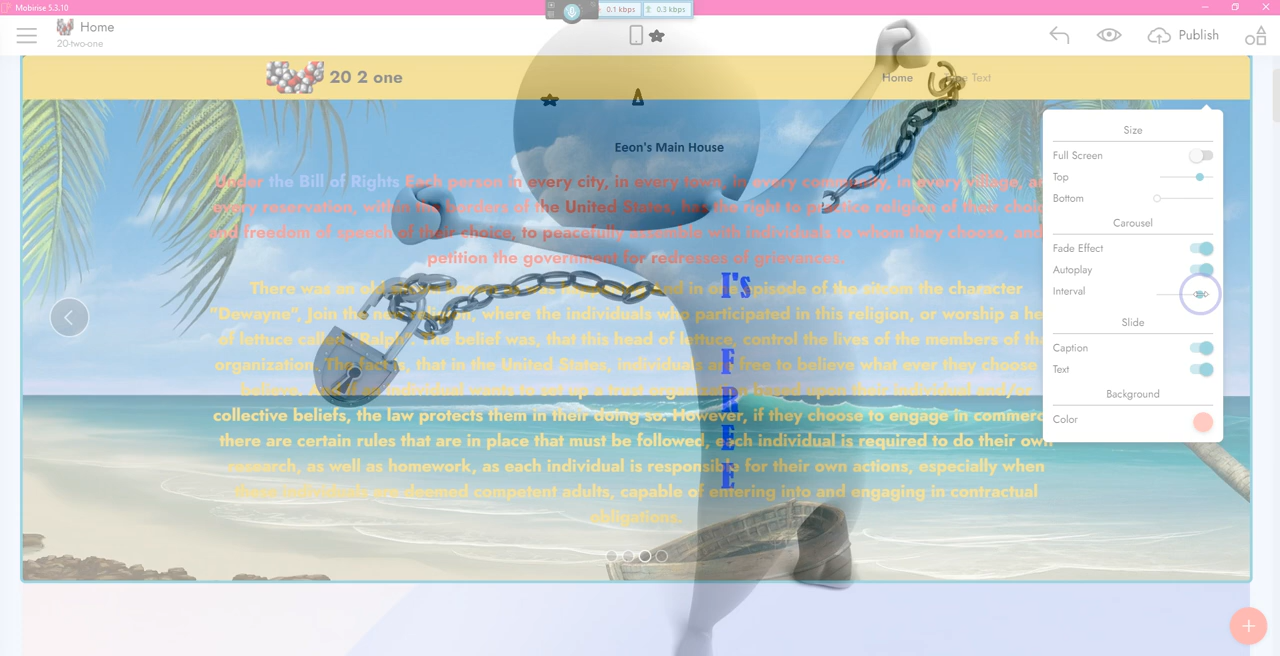 Mobirise 5.3.10
0.1 kbps
0.3 kbps
Home
20-two-one
Publish
20 2 one
Home
Text
Eeon's Main House
Under the Bill of Rights Each person in every city, in every town, in every community, in every village,
every reservation, within the borders of the United States, has the right to practice religion of their
and freedom of speech of their choice, to peacefully assemble with individuals to whom they choose, and
petition the government for redresses of grievances.
There was an old in one episode of the sitcom the character
"Dewayne". Join the new religion, where the individuals who participated in this religion, or worship a
of lettuce called "Ralph". The belief was, that this head of lettuce, control the lives of the members of
organization. The fact is, that in the United States, individuals are free to believe what ever they choose
believe. an individual wants to set up a trust based upon their individual and/or
collective beliefs, the law protects them in their doing so. However, if they choose to engage in
there are certain rules that are in place that must be followed, each individual is required to do their own
research, as well as homework, as each individual is responsible for their own actions, especially when
those individuals are deemed competent adults, capable of entering into and engaging in contractual
obligations.
I's
F
R
E
E
Size
Full Screen
Top
Bottom
Carousel
Fade Effect
Autoplay
Interval
Slide
Caption
Text
Background
Color